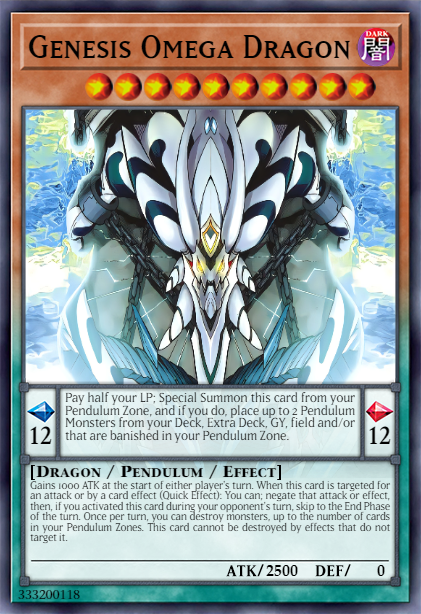 Genesis Omega Dragon
DARK
闇
Pay half your LP; Special Summon this card from your
Pendulum Zone, and if you do, place up to 2 Pendulum
Monsters from your Deck, Extra Deck, GY, field and/or
that are banished in your Pendulum Zone.
12
12
[Dragon / Pendulum / Effect]
Gains 1000 ATK at the start of either player's turn. When this card is targeted for
an attack or by a card effect (Quick Effect): You can; negate that attack or effect,
then, if you activated this card during your opponent's turn, skip to the End Phase
of the turn. Once per turn, you can destroy monsters, up to the number of cards
in your Pendulum Zones. This card cannot be destroyed by effects that do not
target it.
ATK/2500 DEF/ 0
333200118